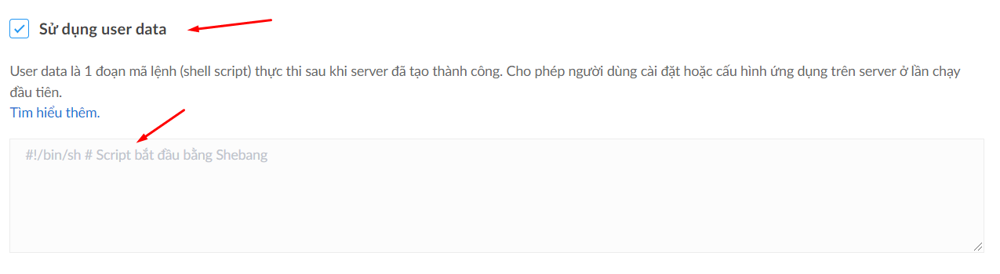 Sử dụng user data
User data là 1 đoạn mã lệnh (shell script) thực thi sau khi server đã tạo thành công. Cho phép người dùng cài đặt hoặc cấu hình ứng dụng trên server ở lần chạy
đầu tiên.
Tìm hiểu thêm.
#!/bin/sh # Script bắt đầu bằng Shebang